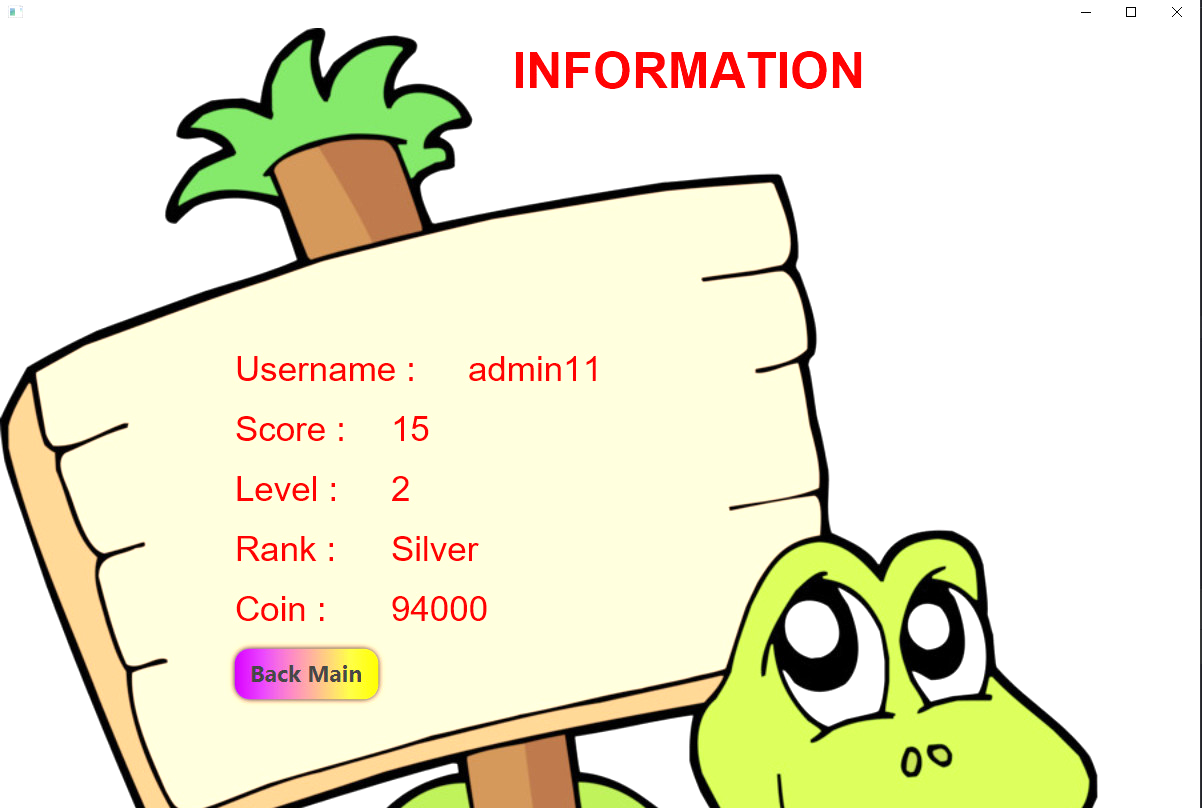 INFORMATION
Username : admin11
Score : 15
Level : 2
Rank : Silver
Coin : 94000
Back Main